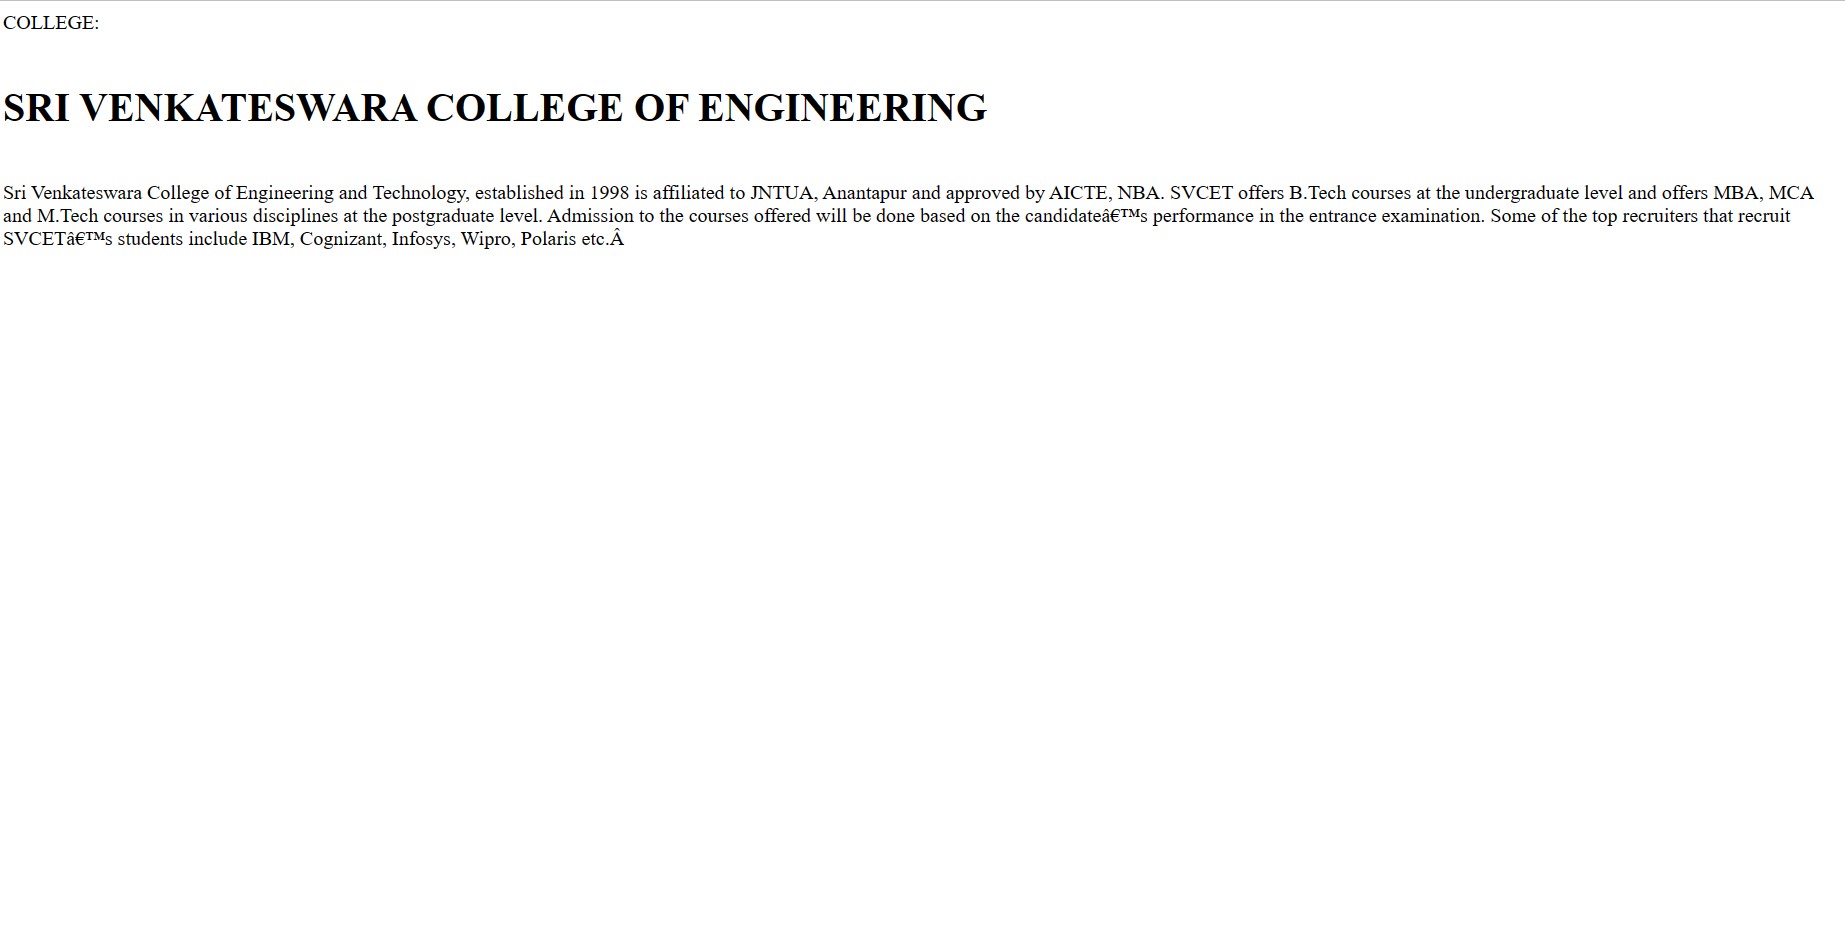 COLLEGE:
SRI VENKATESWARA COLLEGE OF ENGINEERING
Sri Venkateswara College of Engineering and Technology, established in 1998 is affiliated to JNTUA, Anantapur and approved by AICTE, NBA. SVCET offers B.Tech courses at the undergraduate level and offers MBA, MCA
and M.Tech courses in various disciplines at the postgraduate level. Admission to the courses offered will be done based on the candidateâ€™s performance in the entrance examination. Some of the top recruiters that recruit
SVCETâ€™s students include IBM, Cognizant, Infosys, Wipro, Polaris etc.Â